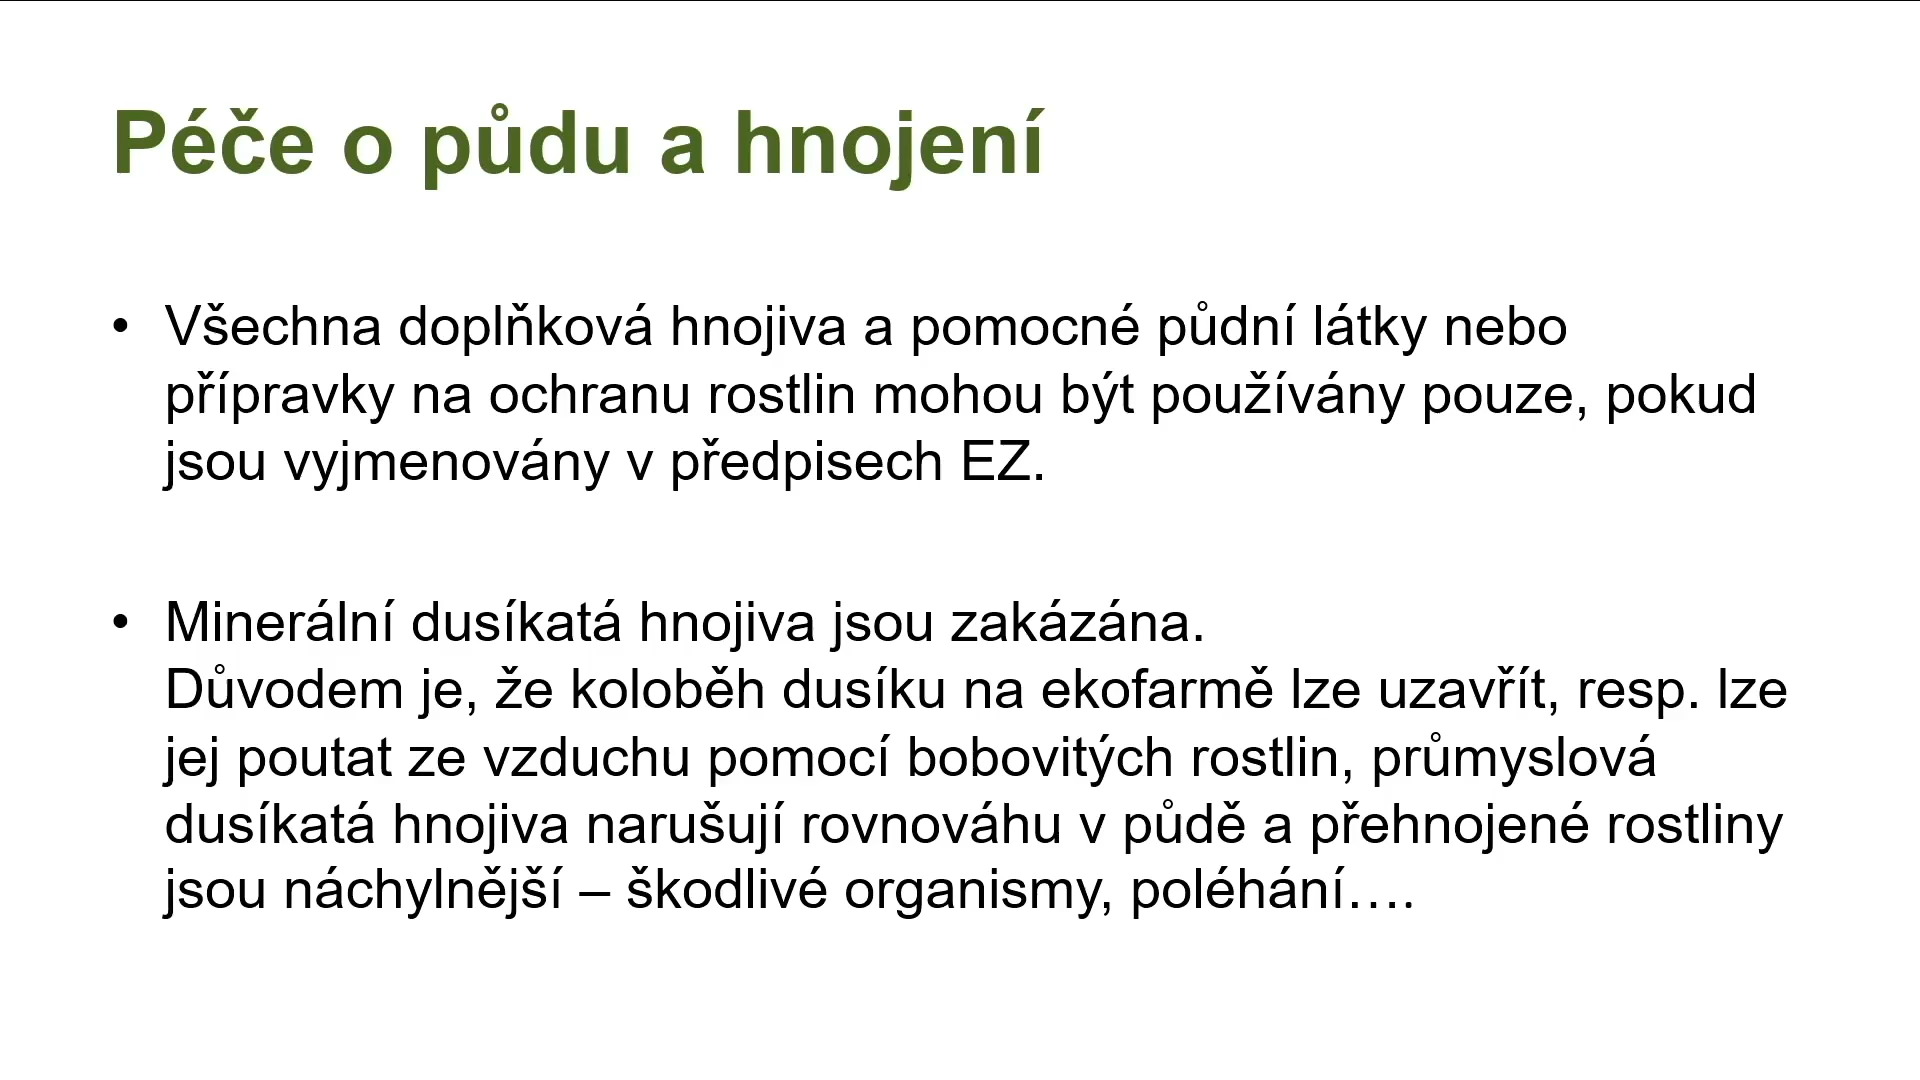 Péče o půdu a hnojení
• Všechna doplňková hnojiva a pomocné půdní látky nebo
přípravky na ochranu rostlin mohou být používány pouze, pokud
jsou vyjmenovány v předpisech EZ.
• Minerální dusíkatá hnojiva jsou zakázána.
Důvodem je, že koloběh dusíku na ekofarmě lze uzavřít, resp. lze
jej poutat ze vzduchu pomocí bobovitých rostlin, průmyslová
dusíkatá hnojiva narušují rovnováhu v půdě a přehnojené rostliny
jsou náchylnější – škodlivé organismy, poléhání….